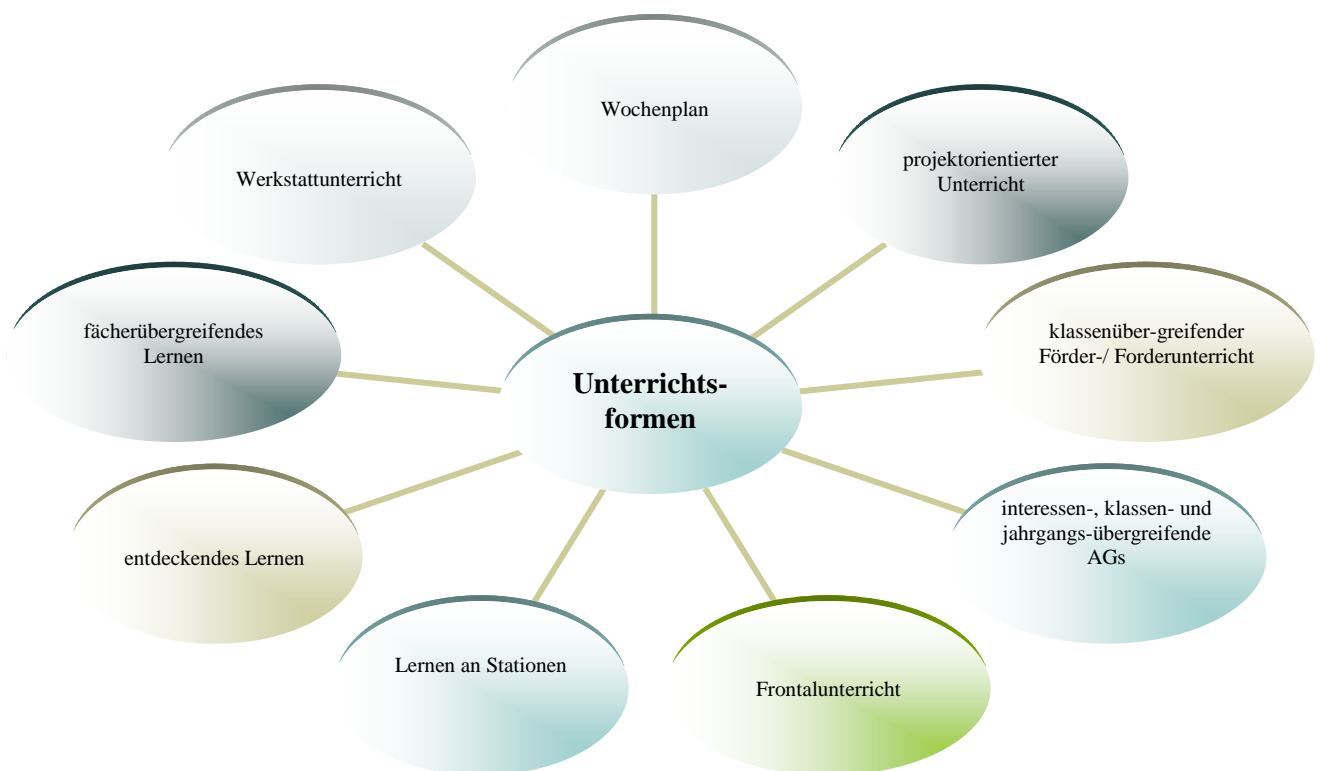 Wochenplan
projektorientierter
Unterricht
klassenüber-greifender
Förder-/ Forderunterricht
interessen-, klassen- und
jahrgangs-übergreifende
AGs
Frontalunterricht
Lernen an Stationen
entdeckendes Lernen
fächerübergreifendes
Lernen
Werkstattunterricht
Unterrichts-
formen